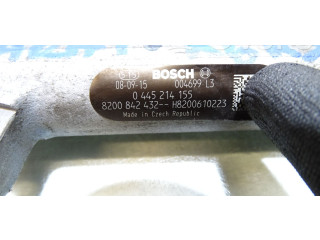 BOSCH
08-09-15 004699 L3
0 445 214 155
8200 842 432-- H8200610223
Made in Czech Republic